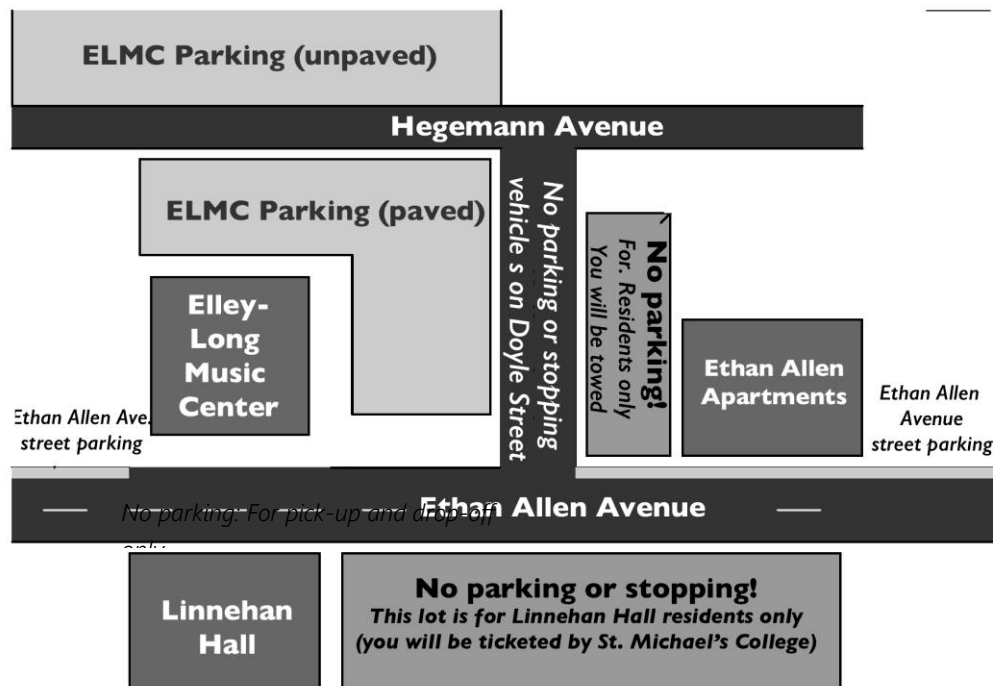 ELMC Parking (unpaved)
Hegemann Avenue
ELMC Parking (paved)
No parking or stopping
vehicle s on Doyle Street
No parking!
For. Residents only
You will be towed
Elley-
Long
Music
Center
Ethan Allen
Apartments
Ethan Allen Ave.
street parking
Ethan Allen
Avenue
street parking
Ethan Allen Avenue
No parking. For pick-up and drop-off
only
Linnehan
Hall
No parking or stopping!
This lot is for Linnehan Hall residents only
(you will be ticketed by St. Michael's College)